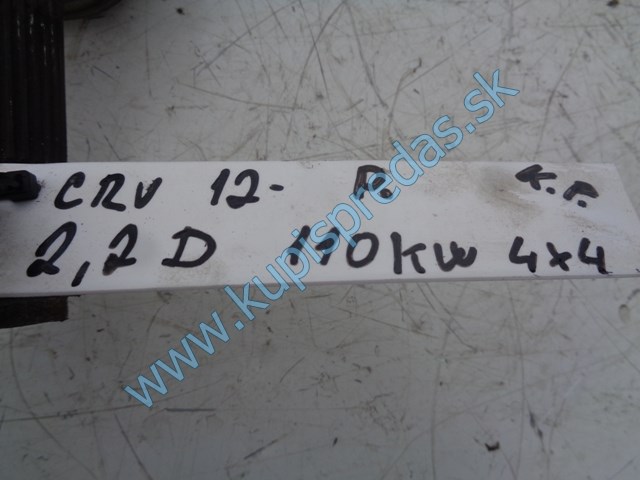 CRV 12- P.
2,2 D 110KW 4x4
www.kupispredas.sk